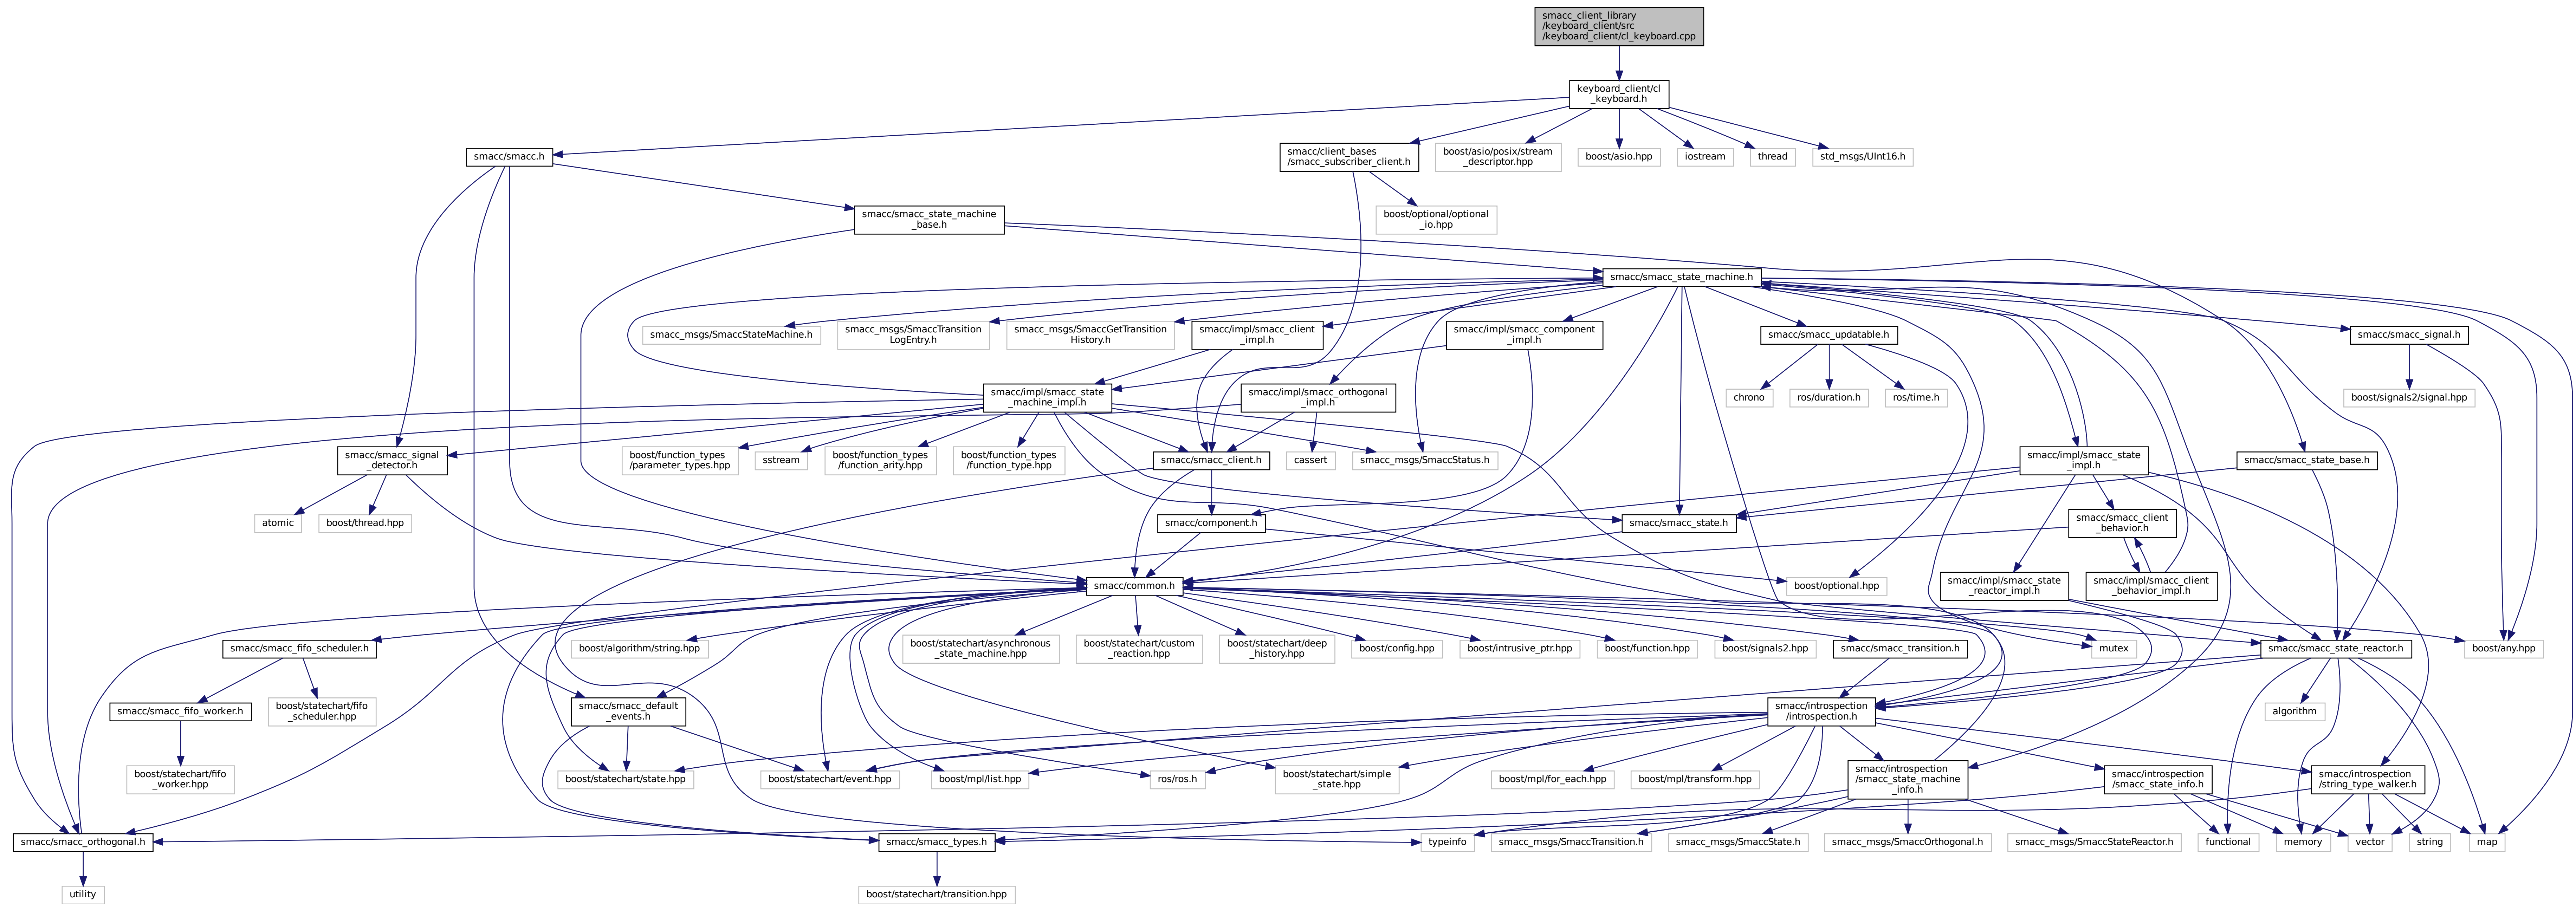 smacc_client_library
/keyboard_client/src
/keyboard_client/cl_keyboard.cpp
keyboard_client/cl
_keyboard.h
smacc/smacc.h
smacc/client_bases
/smacc_subscriber_client.h
boost/asio/posix/stream
_descriptor.hpp
boost/asio.hpp
iostream
thread
std_msgs/UInt16.h
smacc/smacc_state_machine
_base.h
boost/optional/optional
_io.hpp
smacc/smacc_state_machine.h
smacc_msgs/SmaccStateMachine.h
smacc_msgs/SmaccTransition
LogEntry.h
smacc_msgs/SmaccGetTransition
History.h
smacc/impl/smacc_client
_impl.h
smacc/impl/smacc_component
_impl.h
smacc/smacc_updatable.h
smacc/smacc_signal.h
smacc/impl/smacc_state
_machine_impl.h
smacc/impl/smacc_orthogonal
_impl.h
chrono
ros/duration.h
ros/time.h
boost/signals2/signal.hpp
smacc/smacc_signal
_detector.h
boost/function_types
/parameter_types.hpp
sstream
boost/function_types
/function_arity.hpp
boost/function_types
/function_type.hpp
smacc/smacc_client.h
cassert
smacc_msgs/SmaccStatus.h
smacc/impl/smacc_state
_impl.h
smacc/smacc_state_base.h
atomic
boost/thread.hpp
smacc/component.h
smacc/smacc_state.h
smacc/smacc_client
_behavior.h
smacc/common.h
boost/optional.hpp
smacc/impl/smacc_state
_reactor_impl.h
smacc/impl/smacc_client
_behavior_impl.h
smacc/smacc_fifo_scheduler.h
boost/algorithm/string.hpp
boost/statechart/asynchronous
_state_machine.hpp
boost/statechart/custom
_reaction.hpp
boost/statechart/deep
_history.hpp
boost/config.hpp
boost/intrusive_ptr.hpp
boost/function.hpp
boost/signals2.hpp
smacc/smacc_transition.h
mutex
smacc/smacc_state_reactor.h
boost/any.hpp
smacc/smacc_fifo_worker.h
boost/statechart/fifo
_scheduler.hpp
smacc/smacc_default
_events.h
smacc/introspection
/introspection.h
algorithm
boost/statechart/fifo
_worker.hpp
boost/statechart/state.hpp
boost/statechart/event.hpp
boost/mpl/list.hpp
ros/ros.h
boost/statechart/simple
_state.hpp
boost/mpl/for_each.hpp
boost/mpl/transform.hpp
smacc/introspection
/smacc_state_machine
_info.h
smacc/introspection
/smacc_state_info.h
smacc/introspection
/string_type_walker.h
smacc/smacc_orthogonal.h
smacc/smacc_types.h
typeinfo
smacc_msgs/SmaccTransition.h
smacc_msgs/SmaccState.h
smacc_msgs/SmaccOrthogonal.h
smacc_msgs/SmaccStateReactor.h
functional
memory
vector
string
map
utility
boost/statechart/transition.hpp